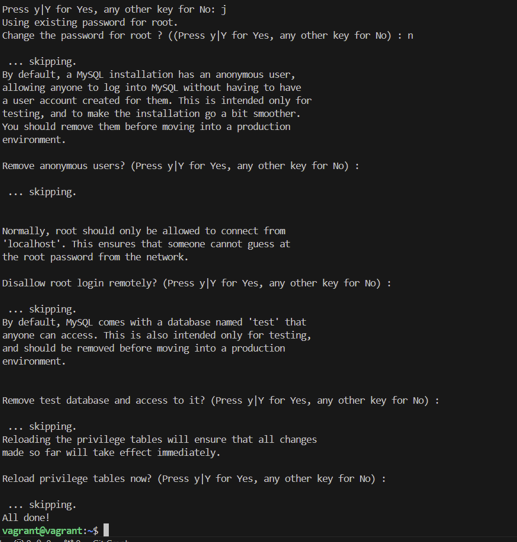 Press y|Y for Yes, any other key for No: j
Using existing password for root.
Change the password for root ? ((Press y|Y for Yes, any other key for No) : n
... skipping.
By default, a MySQL installation has an anonymous user,
allowing anyone to log into MySQL without having to have
a user account created for them. This is intended only for
testing, and to make the installation go a bit smoother.
You should remove them before moving into a production
environment.
Remove anonymous users? (Press y|Y for Yes, any other key for No) :
... skipping.
Normally, root should only be allowed to connect from
'localhost'. This ensures that someone cannot guess at
the root password from the network.
Disallow root login remotely? (Press y|Y for Yes, any other key for No) :
... skipping.
By default, MySQL comes with a database named 'test' that
anyone can access. This is also intended only for testing,
and should be removed before moving into a production
environment.
Remove test database and access to it? (Press y|Y for Yes, any other key for No) :
... skipping.
Reloading the privilege tables will ensure that all changes
made so far will take effect immediately.
Reload privilege tables now? (Press y|Y for Yes, any other key for No) :
... skipping.
All done!
vagrant@vagrant:~$